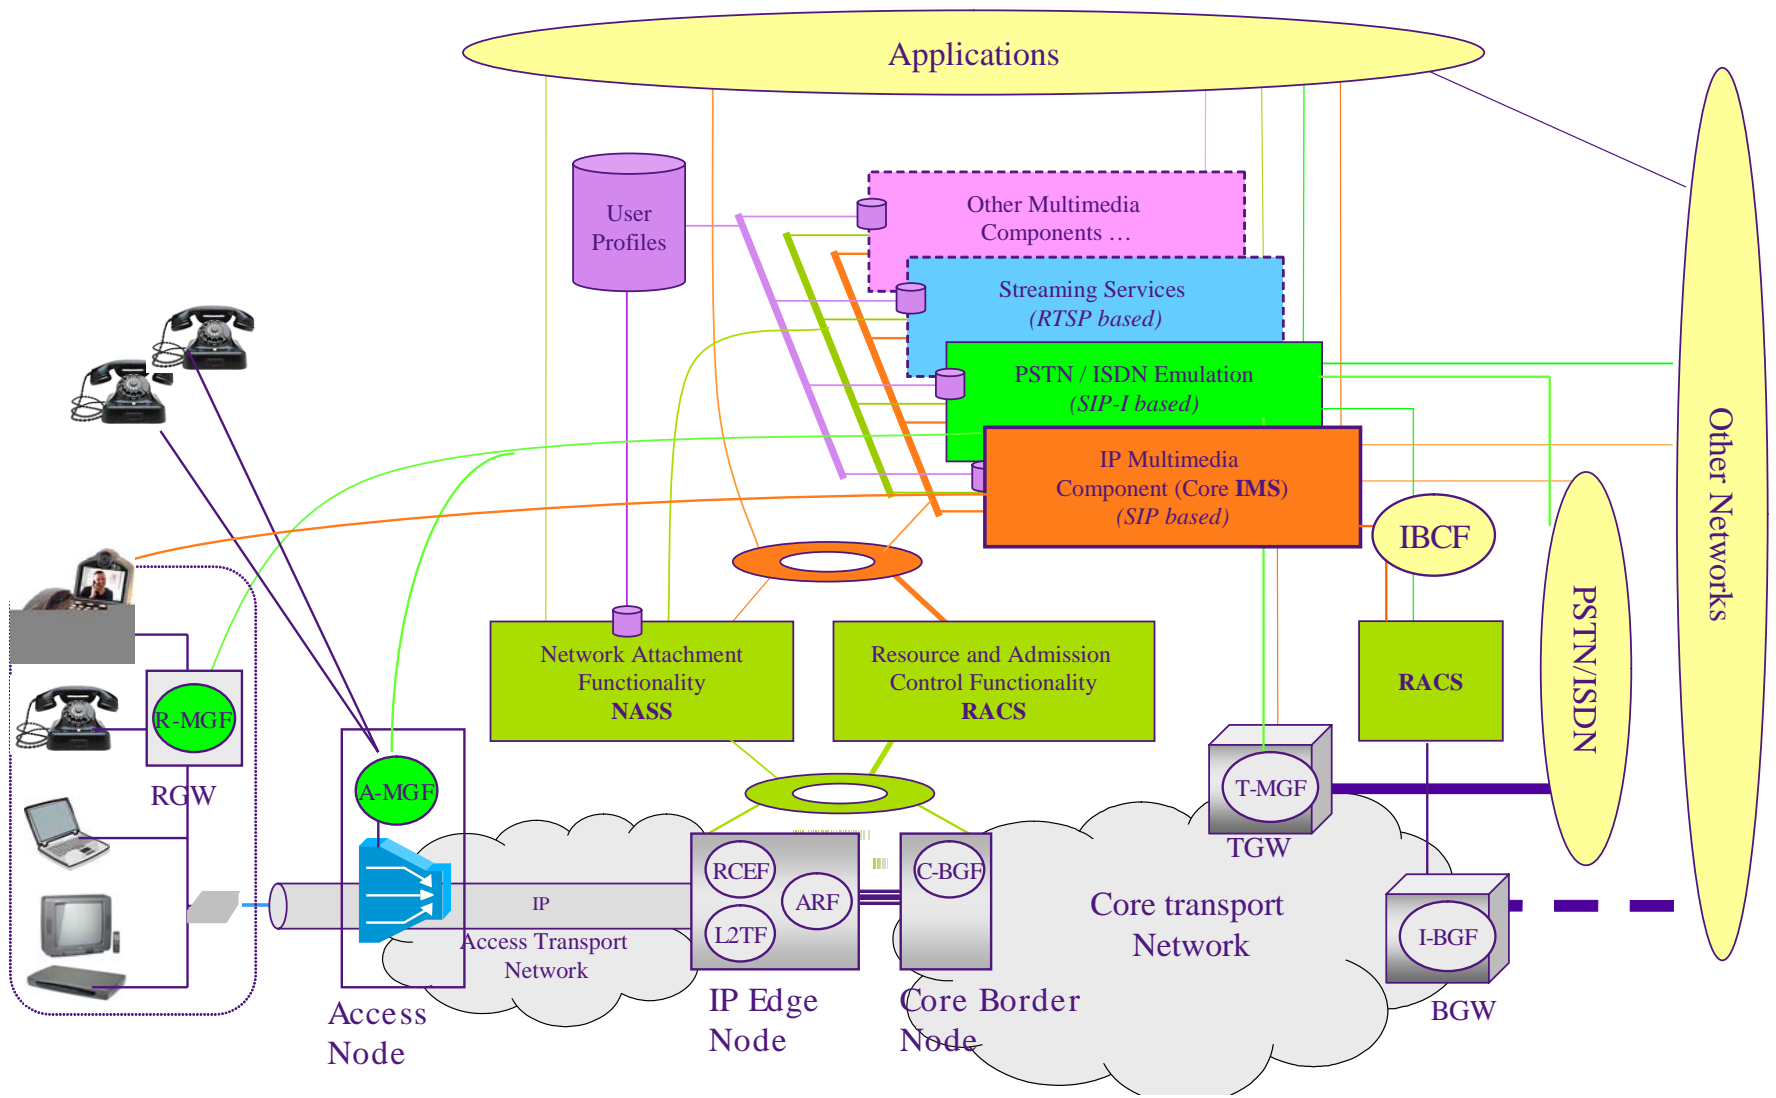 Applications
User
Profiles
Other Multimedia
Components …
Streaming Services
(RTSP based)
PSTN / ISDN Emulation
(SIP-I based)
IP Multimedia
Component (Core IMS)
(SIP based)
IBCF
Other Networks
PSTN/ISDN
Network Attachment
Functionality
NASS
Resource and Admission
Control Functionality
RACS
RACS
R-MGF
RGW
A-MGF
T-MGF
TGW
RCEF
ARF
L2TF
C-BGF
IP
Access Transport
Network
Core transport
Network
I-BGF
BGW
Access
Node
IP Edge
Node
Core Border
Node